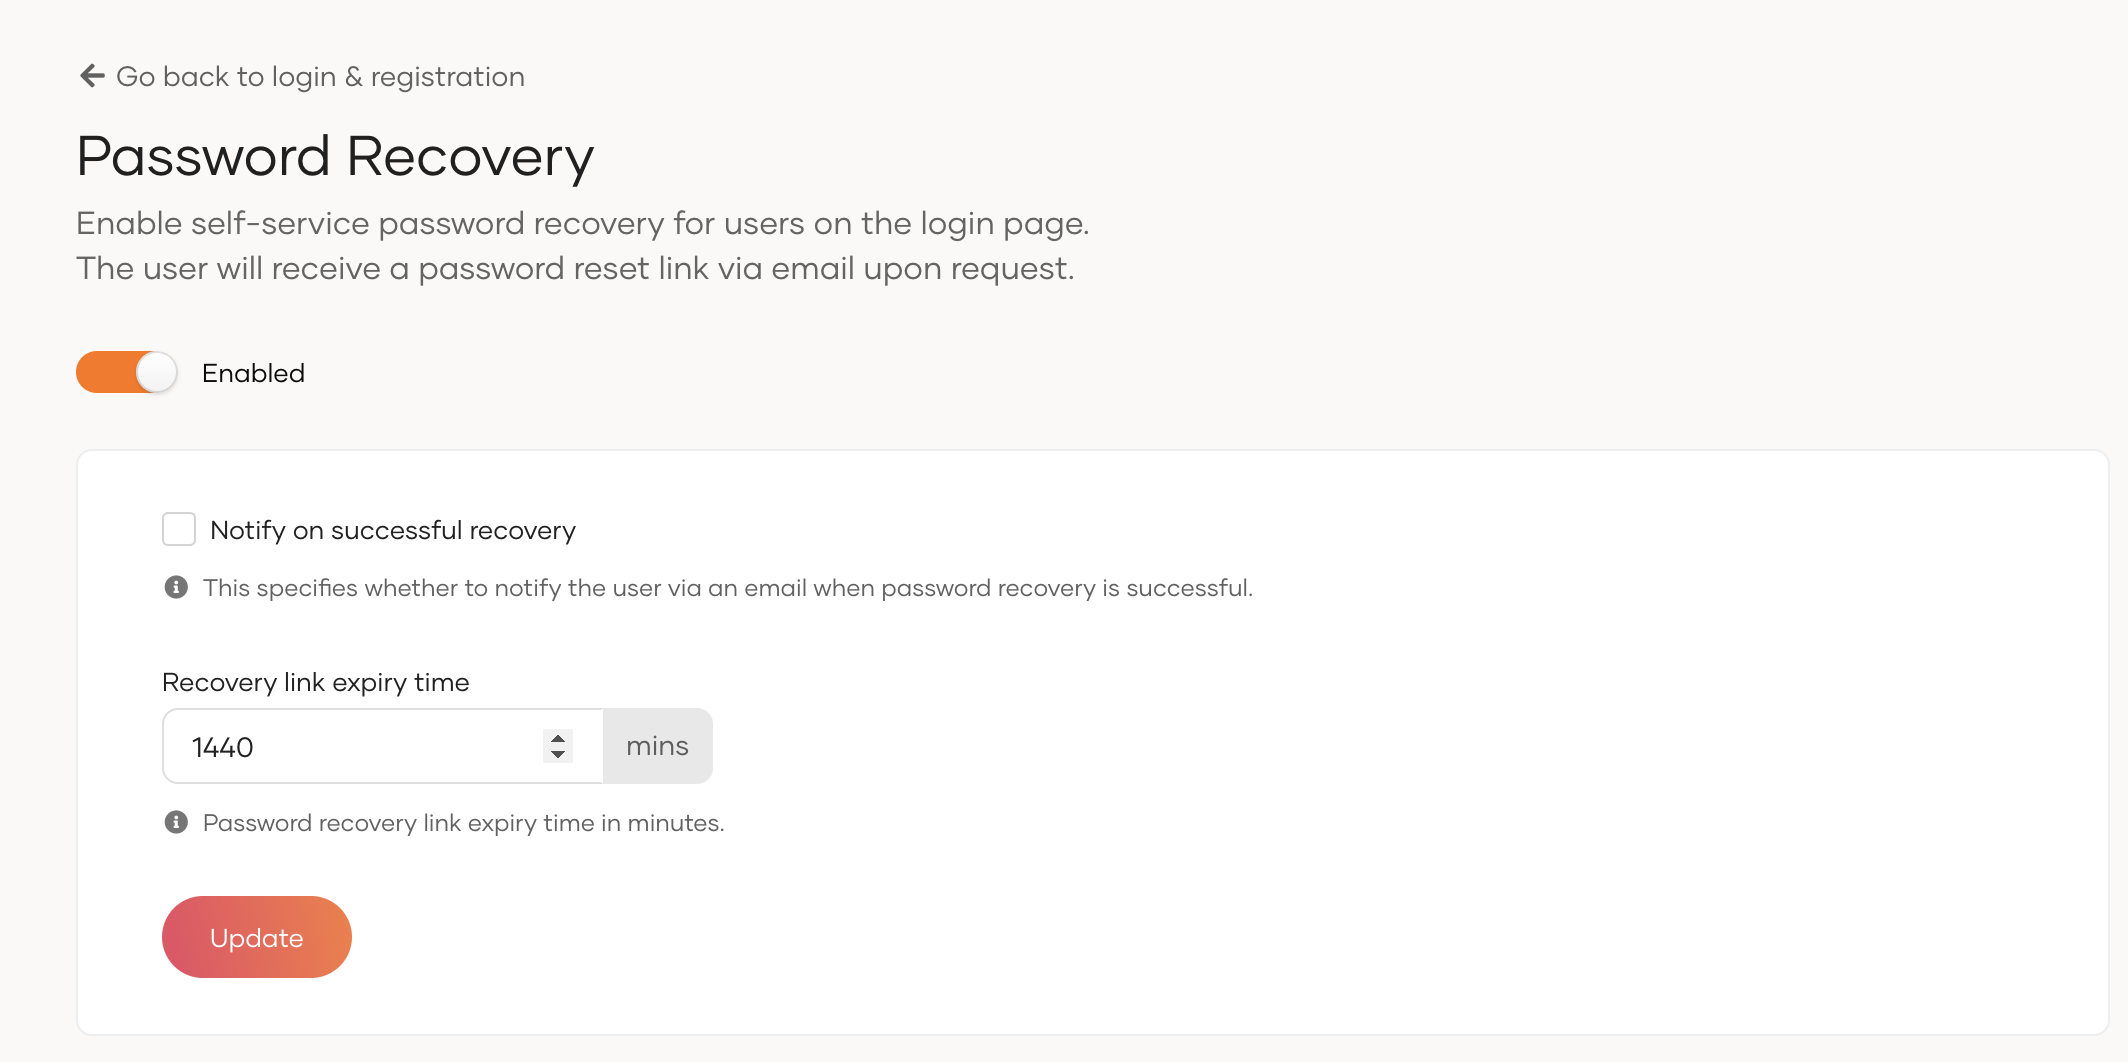 Go back to login & registration
Password Recovery
Enable self-service password recovery for users on the login page.
The user will receive a password reset link via email upon request.
Enabled
Notify on successful recovery
This specifies whether to notify the user via an email when password recovery is successful.
Recovery link expiry time
1440 mins
Password recovery link expiry time in minutes.
Update